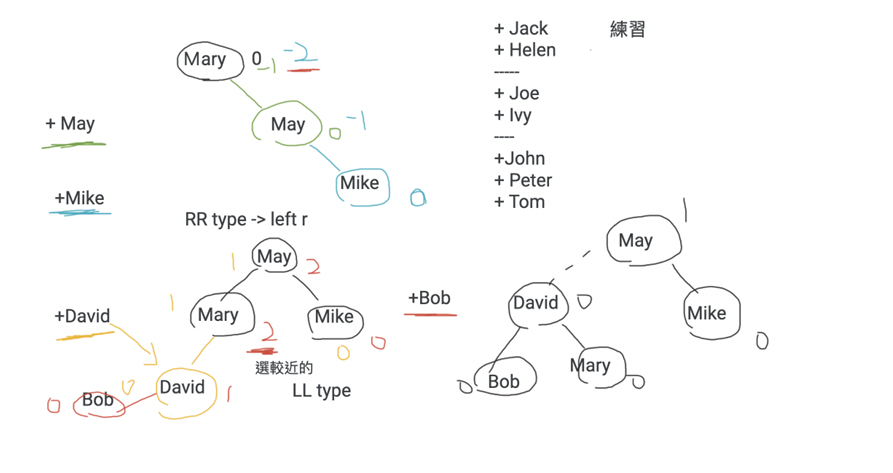 + Jack 練習
+ Helen
-----
+ Joe
+ Ivy
----
+John
+ Peter
+ Tom
Mary 0 -1 -2
+ May
May 0 -1
+Mike
Mike 0
RR type -> left r
May 1 2
+David
Mary 1 2
Mike 0 0
選較近的
LL type
David 0 1
Bob 0
+Bob
May 1
David 0
Mike 0
Bob 0
Mary 0